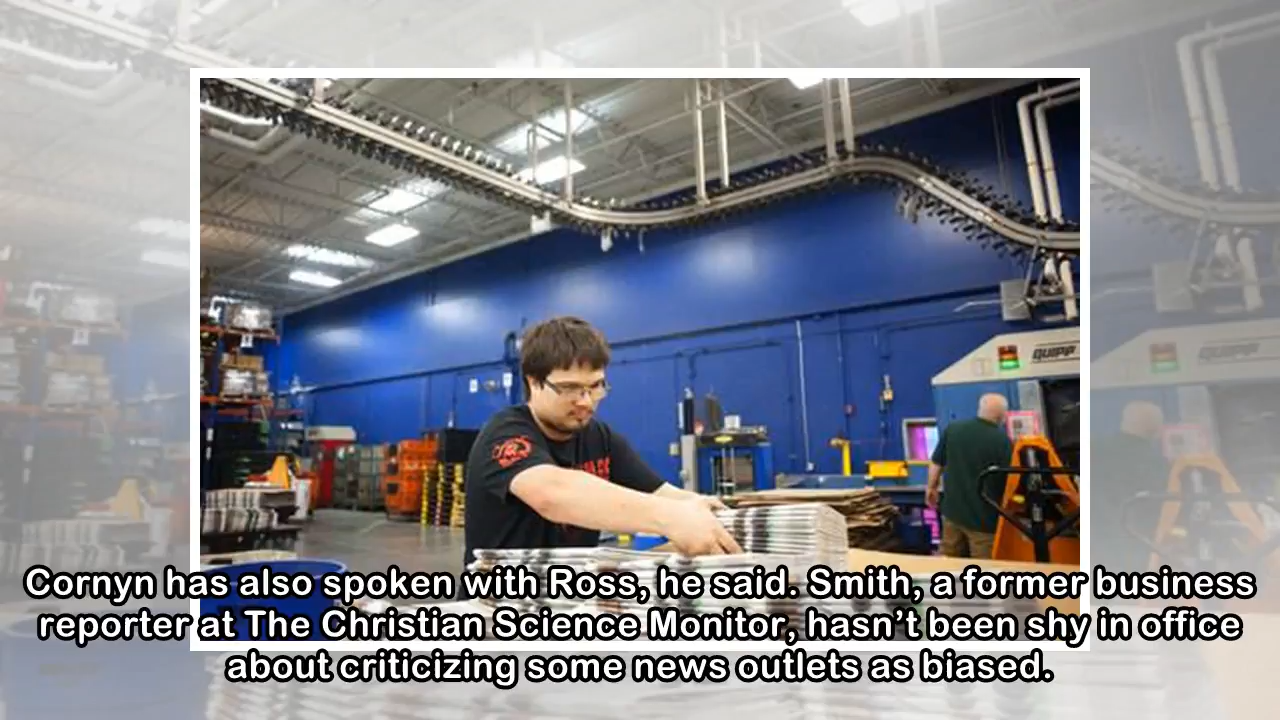 QUIPP
Cornyn has also spoken with Ross, he said. Smith, a former business
reporter at The Christian Science Monitor, hasn’t been shy in office
about criticizing some news outlets as biased.